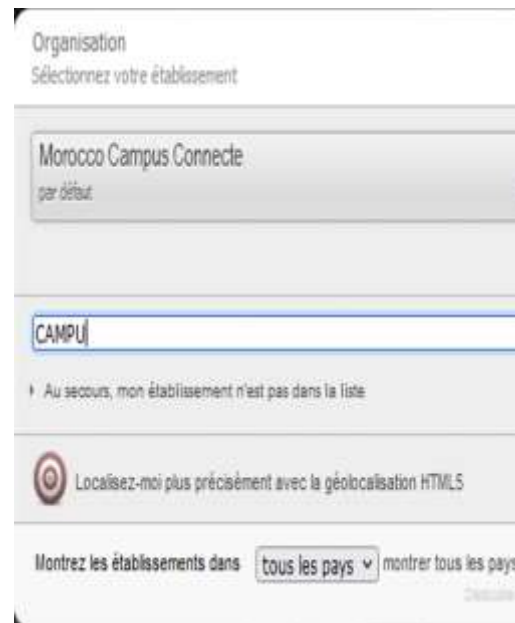 Organisation
Sélectionnez votre établissement
Morocco Campus Connecte
par défaut
CAMPU
Au secours, mon établissement n'est pas dans la liste
Localisez-moi plus précisément avec la géolocalisation HTML5
Montrez les établissements dans tous les pays montrer tous les pays